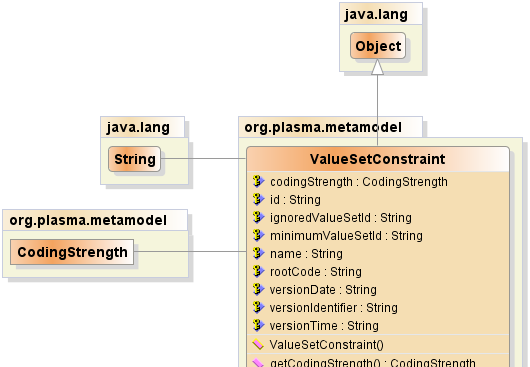 java.lang
Object
java.lang
String
org.plasma.metamodel
ValueSetConstraint
codingStrength : CodingStrength
id : String
ignoredValueSetId : String
minimumValueSetId : String
name : String
rootCode : String
versionDate : String
versionIdentifier : String
versionTime : String
ValueSetConstraint()
getCodingStrength() : CodingStrength
org.plasma.metamodel
CodingStrength